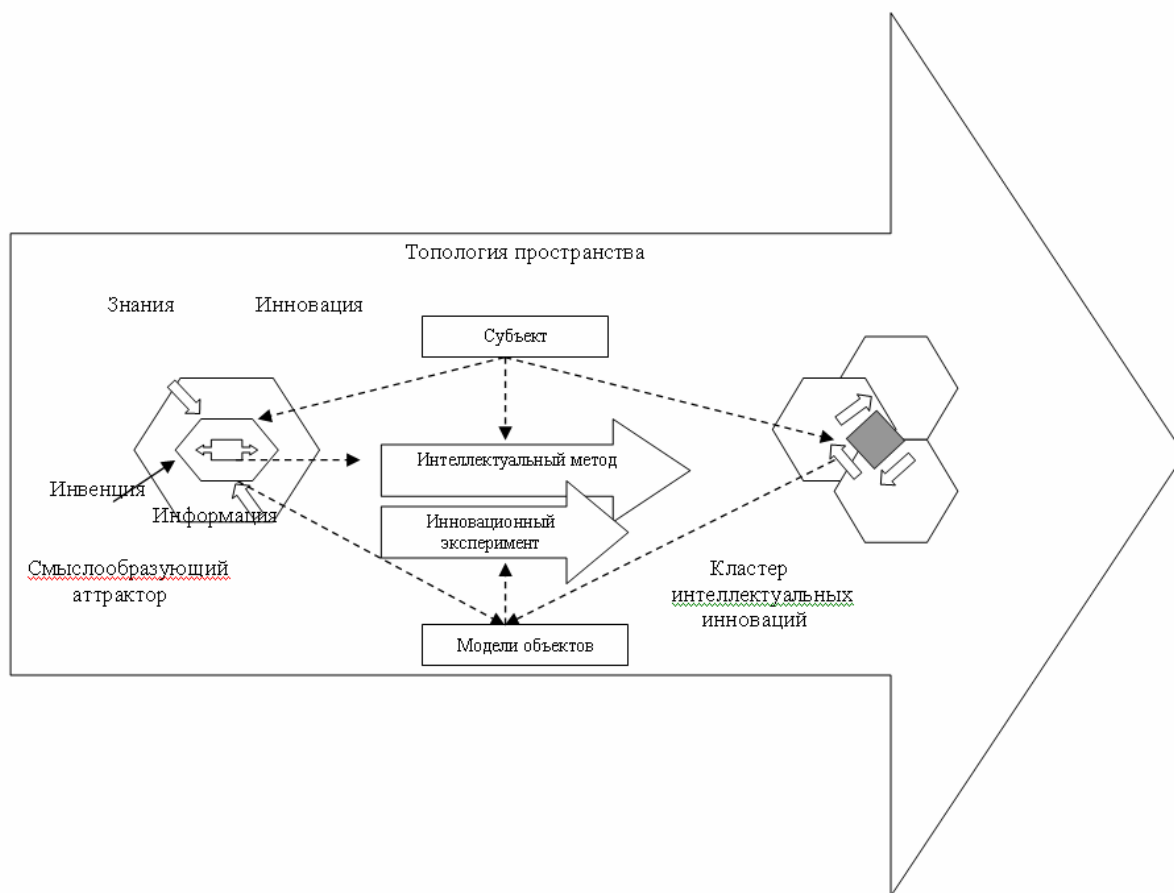 Топология пространства
Знания
Инновация
Субъект
Интеллектуальный метод
Инвенция
Информация
Инновационный
эксперимент
Смыслообразующий
аттрактор
Кластер
интеллектуальных
инноваций
Модели объектов